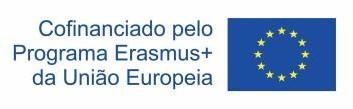 Cofinanciado pelo
Programa Erasmus+
da União Europeia